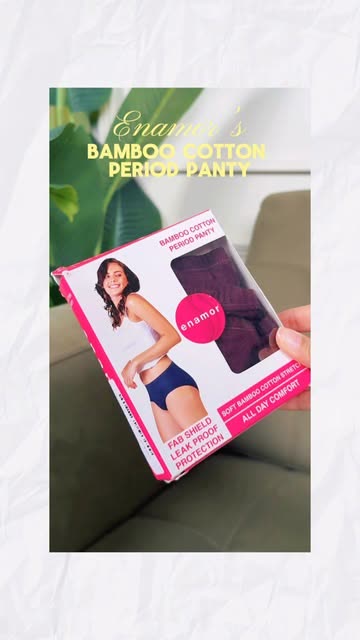 Enamor's
BAMBOO COTTON
PERIOD PANTY
BAMBOO COTTON
PERIOD PANTY
enamor
FAB SHIELD
LEAK PROOF
PROTECTION
SOFT BAMBOO COTTON STRETCH
ALL DAY COMFORT